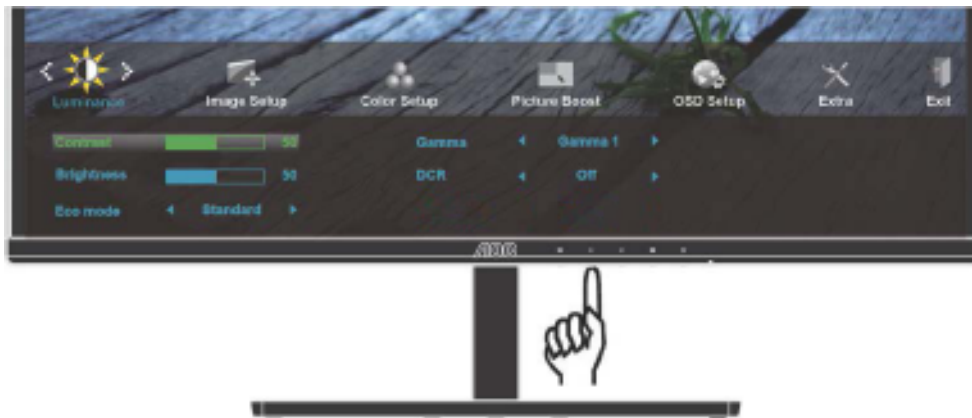 Luminance Image Setup Color Setup Picture Boost OSD Setup Extra Exit
Contrast 50 Gamma Gamma 1
Brightness 50 DCR Off
Eco mode Standard
AOC